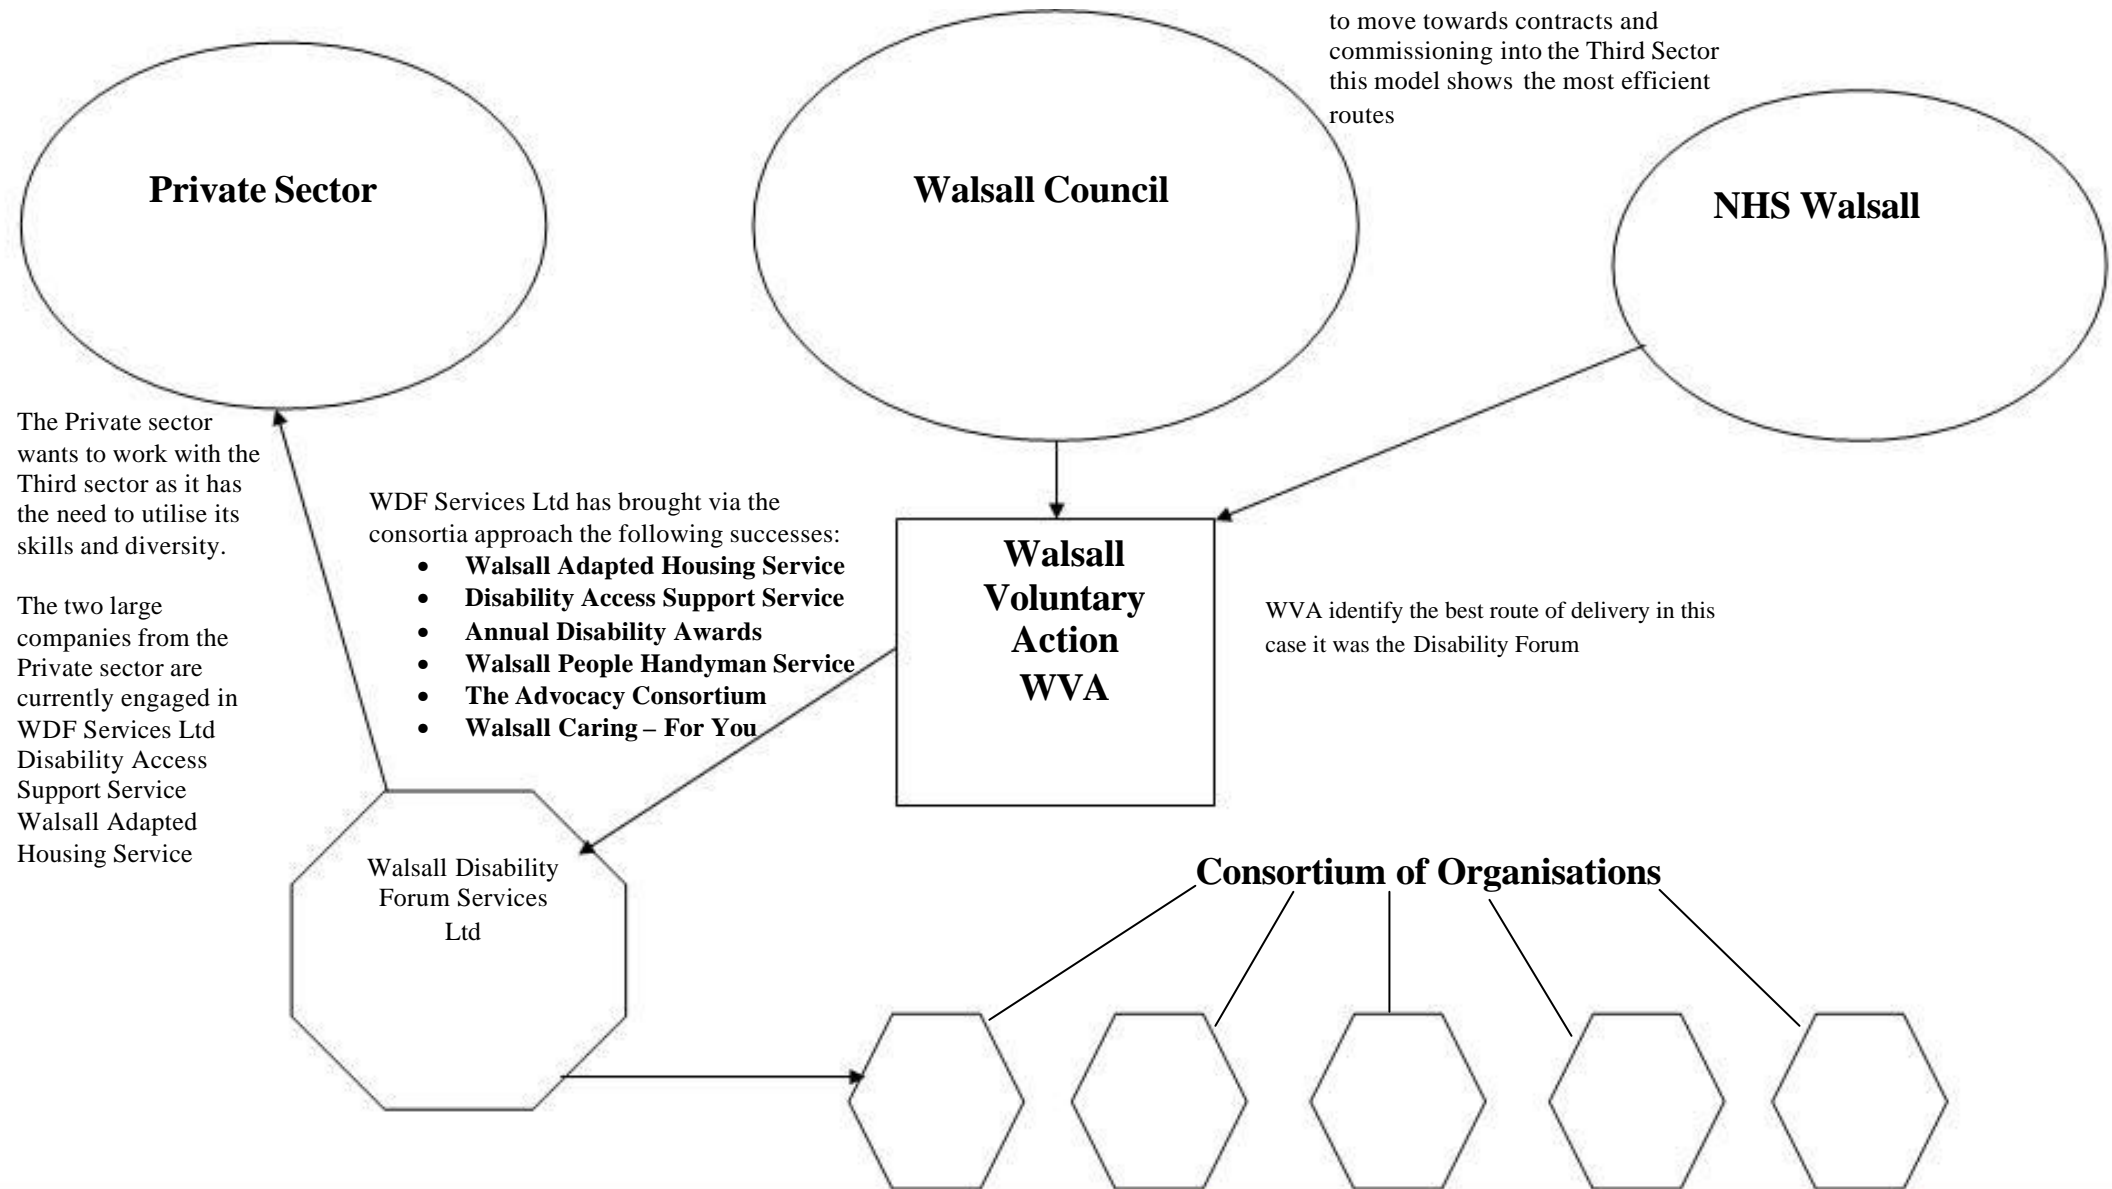 to move towards contracts and
commissioning into the Third Sector
this model shows the most efficient
routes
Private Sector
Walsall Council
NHS Walsall
The Private sector
wants to work with the
Third sector as it has
the need to utilise its
skills and diversity.
The two large
companies from the
Private sector are
currently engaged in
WDF Services Ltd
Disability Access
Support Service
Walsall Adapted
Housing Service
WDF Services Ltd has brought via the
consortia approach the following successes:
• Walsall Adapted Housing Service
• Disability Access Support Service
• Annual Disability Awards
• Walsall People Handyman Service
• The Advocacy Consortium
• Walsall Caring – For You
Walsall
Voluntary
Action
WVA
WVA identify the best route of delivery in this
case it was the Disability Forum
Walsall Disability
Forum Services
Ltd
Consortium of Organisations